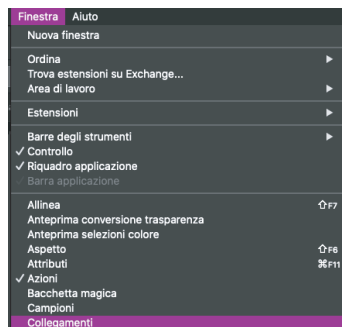 Finestra Aiuto
Nuova finestra
Ordina
Trova estensioni su Exchange...
Area di lavoro
Estensioni
Barre degli strumenti
✓ Controllo
✓ Riquadro applicazione
✓ Barra applicazione
Allinea ⇧F7
Anteprima conversione trasparenza
Anteprima selezioni colore
Aspetto ⇧F6
Attributi ⌘F11
✓ Azioni
Bacchetta magica
Campioni
Collegamenti